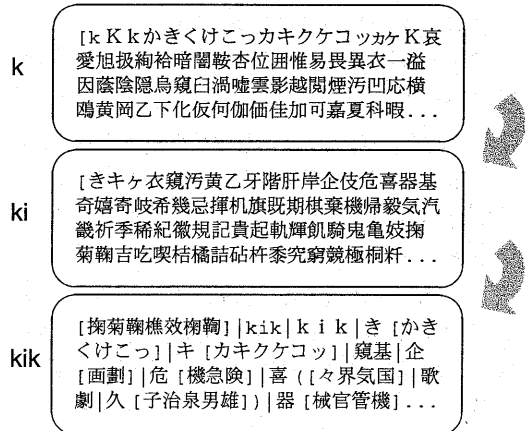 k
[kＫｋかきくけこっカキクケコッヵヶＫ哀
愛旭扱絢袷暗闇鞍杏位囲惟易畏異衣一溢
因蔭陰隠烏窺臼渦嘘雲影越閲煙汚凹応横
鴎黄岡乙下化仮何伽価佳加可嘉夏科暇...
ki
[きキヶ衣窺汚黄乙牙階肝岸企伎危喜器基
奇嬉寄岐希幾忌揮机旗既期棋棄機帰毅気汽
畿祈季稀紀徽規記貴起軌輝飢騎鬼亀妓掬
菊鞠吉吃喫桔橘詰砧杵黍究窮競極桐粁...
kik
[掬菊鞠樵效椈鞫]|kik|ｋｉｋ|き[かき
くけこっ]|キ[カキクケコッ]|窺基|企
[画劃]|危[機急険]|喜([々界気国]|歌
劇|久[子治泉男雄])|器[械官管機]...